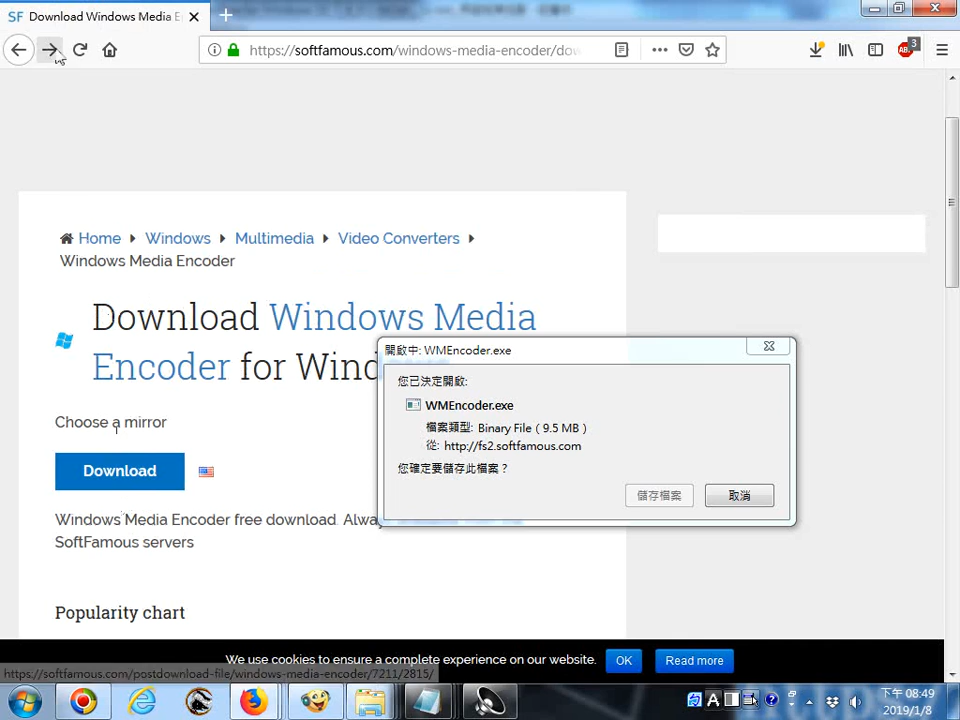 SF Download Windows Media E
https://softfamous.com/windows-media-encoder/dow
ABP 3
Home Windows Multimedia Video Converters
Windows Media Encoder
Download Windows Media
Encoder for Wind
Choose a mirror
Download
Windows Media Encoder free download. Alwa
SoftFamous servers
Popularity chart
開啟中: WMEncoder.exe
您已決定開啟:
WMEncoder.exe
檔案類型: Binary File ( 9.5 MB )
從: http://fs2.softfamous.com
您確定要儲存此檔案？
儲存檔案 取消
We use cookies to ensure a complete experience on our website. OK Read more
https://softfamous.com/postdownload-file/windows-media-encoder/7211/2815/
A
下午 08:49
2019/1/8